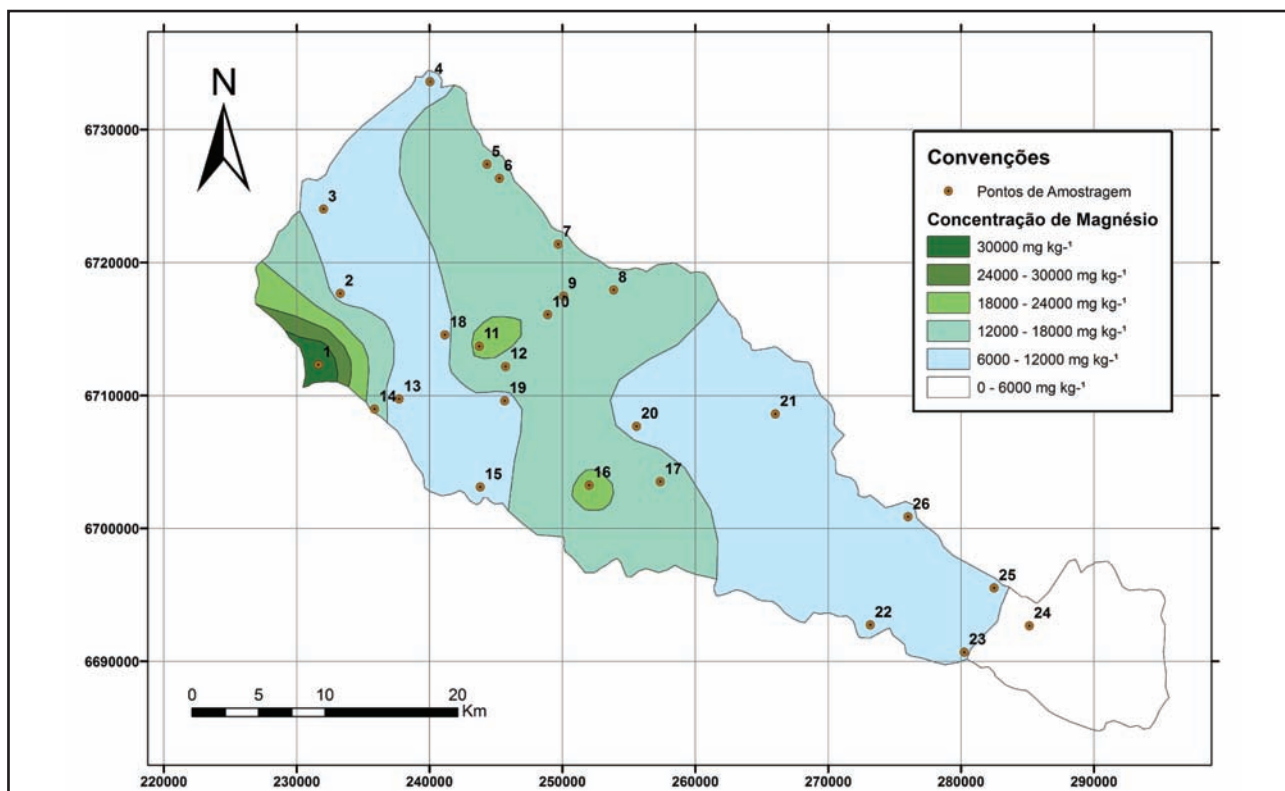 N
4
6730000
5
6
3
7
6720000
2
8
9
10
18
11
12
1
6710000
14
13
19
20
21
15
16
17
6700000
26
25
22
24
23
6690000
0 5 10 20
Km
220000 230000 240000 250000 260000 270000 280000 290000
Convenções
Pontos de Amostragem
Concentração de Magnésio
30000 mg kg-¹
24000 - 30000 mg kg-¹
18000 - 24000 mg kg-¹
12000 - 18000 mg kg-¹
6000 - 12000 mg kg-¹
0 - 6000 mg kg-¹